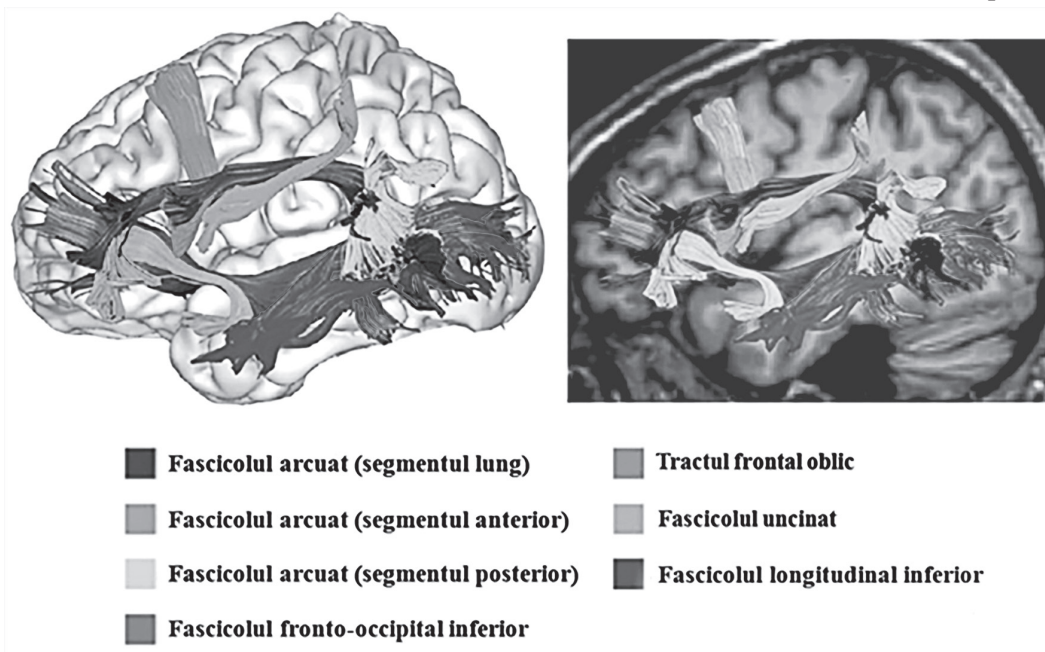 Fascicolul arcuat (segmentul lung)
Fascicolul arcuat (segmentul anterior)
Fascicolul arcuat (segmentul posterior)
Fascicolul fronto-occipital inferior
Tractul frontal oblic
Fascicolul uncinat
Fascicolul longitudinal inferior